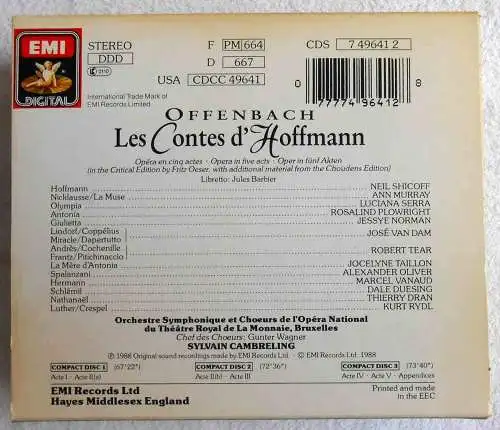 EMI
DIGITAL
STEREO
DDD
F PM 664
D 667
USA CDCC 49641
CDS 7 49641 2
0 77774 96412 8
International Trade Mark of
EMI Records Limited
OFFENBACH
Les Contes d'Hoffmann
Opéra en cinq actes · Opera in five acts · Oper in fünf Akten
(in the Critical Edition by Fritz Oeser, with additional material from the Choudens Edition)
Libretto: Jules Barbier
Hoffmann NEIL SHICOFF
Nicklausse/La Muse ANN MURRAY
Olympia LUCIANA SERRA
Antonia ROSALIND PLOWRIGHT
Giulietta JESSYE NORMAN
Lindorf/Coppélius
Miracle/Dapertutto JOSÉ VAN DAM
Andrès/Cochenille
Frantz/Pitichinaccio ROBERT TEAR
La Mère d'Antonia JOCELYNE TAILLON
Spalanzani ALEXANDER OLIVER
Hermann MARCEL VANAUD
Schlémil DALE DUESING
Nathanaël THIERRY DRAN
Luther/Crespel KURT RYDL
Orchestre Symphonique et Choeurs de l'Opéra National
du Théâtre Royal de La Monnaie, Bruxelles
Chef des Choeurs: Gunter Wagner
SYLVAIN CAMBRELING
Ⓟ 1988 Original sound recordings made by EMI Records Ltd. · © EMI Records Ltd. 1988
COMPACT DISC 1 (67'22") COMPACT DISC 2 (72'36") COMPACT DISC 3 (73'40")
Acte I · Acte II(a) Acte II(b) · Acte III Acte IV · Acte V · Appendices
EMI Records Ltd
Hayes Middlesex England
Printed and made
in the EEC